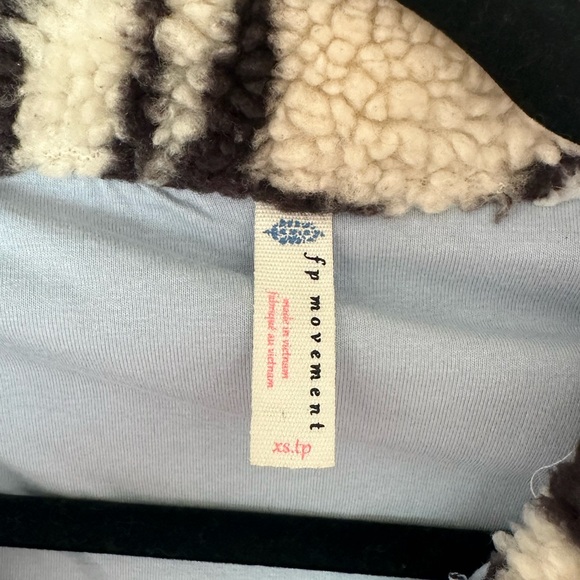 fp movement
made in vietnam
fabriqué au vietnam
xs.tp